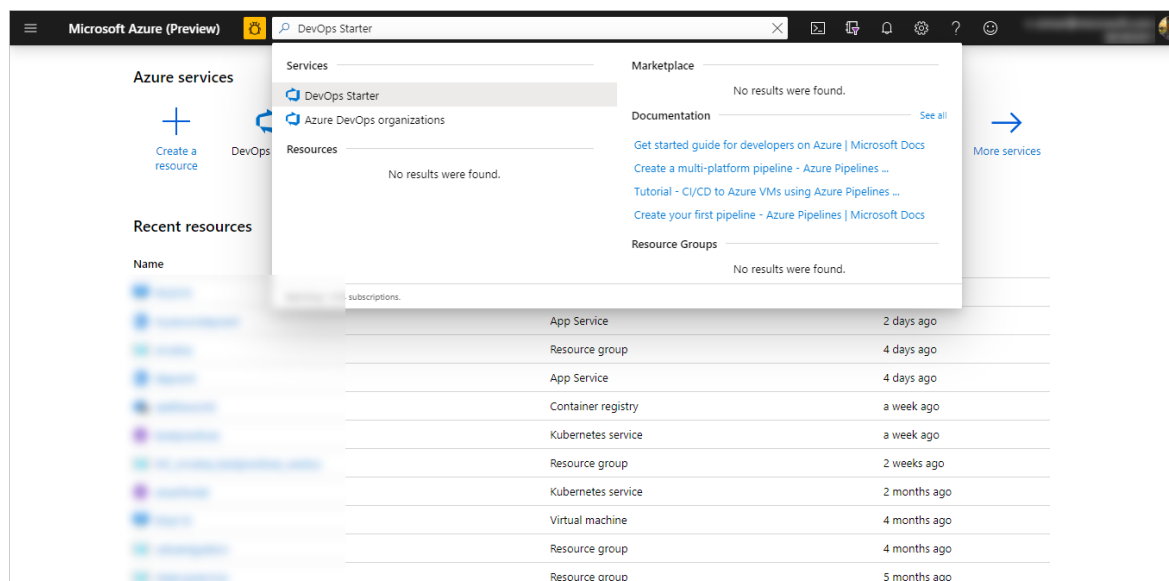 Microsoft Azure (Preview)
DevOps Starter
Azure services
Create a
resource
DevOps
More services
Services
DevOps Starter
Azure DevOps organizations
Resources
No results were found.
Marketplace
No results were found.
Documentation
See all
Get started guide for developers on Azure | Microsoft Docs
Create a multi-platform pipeline - Azure Pipelines ...
Tutorial - CI/CD to Azure VMs using Azure Pipelines ...
Create your first pipeline - Azure Pipelines | Microsoft Docs
Resource Groups
No results were found.
subscriptions.
Recent resources
Name
App Service 2 days ago
Resource group 4 days ago
App Service 4 days ago
Container registry a week ago
Kubernetes service a week ago
Resource group 2 weeks ago
Kubernetes service 2 months ago
Virtual machine 4 months ago
Resource group 4 months ago
Resource group 5 months ago